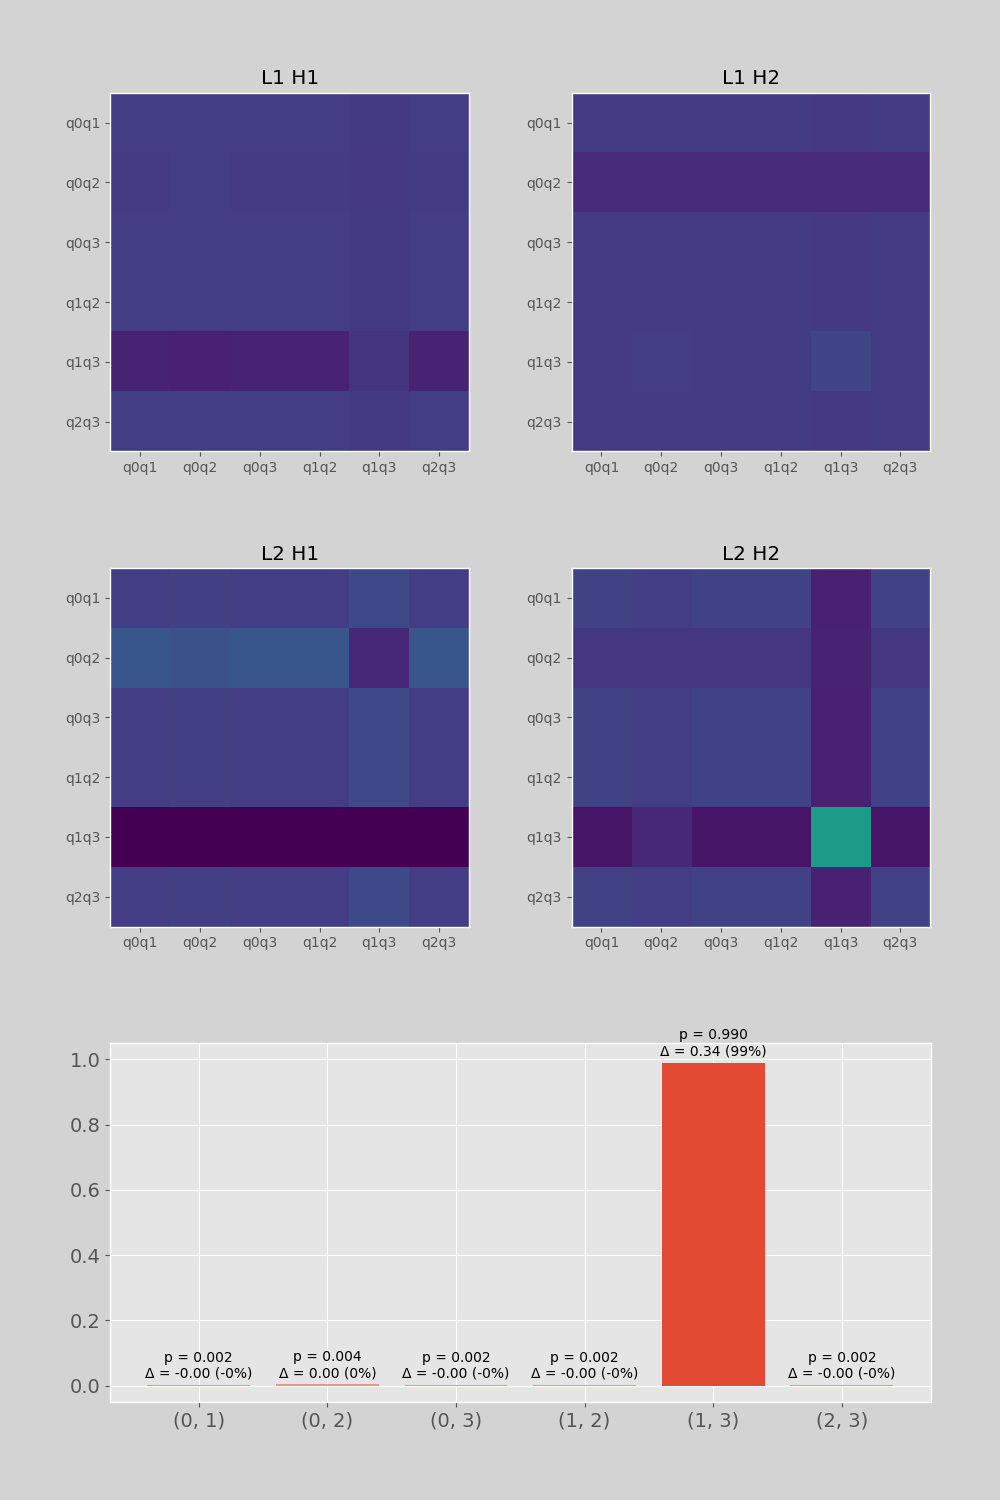 L1 H1
q0q1
q0q2
q0q3
q1q2
q1q3
q2q3
q0q1 q0q2 q0q3 q1q2 q1q3 q2q3
L1 H2
q0q1
q0q2
q0q3
q1q2
q1q3
q2q3
q0q1 q0q2 q0q3 q1q2 q1q3 q2q3
L2 H1
q0q1
q0q2
q0q3
q1q2
q1q3
q2q3
q0q1 q0q2 q0q3 q1q2 q1q3 q2q3
L2 H2
q0q1
q0q2
q0q3
q1q2
q1q3
q2q3
q0q1 q0q2 q0q3 q1q2 q1q3 q2q3
1.0
0.8
0.6
0.4
0.2
0.0
p = 0.002
Δ = -0.00 (-0%)
p = 0.004
Δ = 0.00 (0%)
p = 0.002
Δ = -0.00 (-0%)
p = 0.002
Δ = -0.00 (-0%)
p = 0.990
Δ = 0.34 (99%)
p = 0.002
Δ = -0.00 (-0%)
(0, 1) (0, 2) (0, 3) (1, 2) (1, 3) (2, 3)